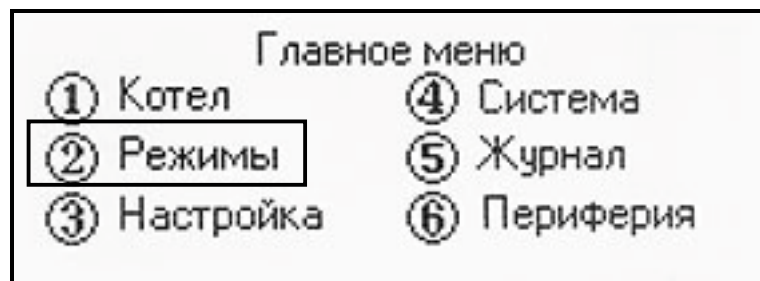 Главное меню
① Котел ④ Система
② Режимы ⑤ Журнал
③ Настройка ⑥ Периферия